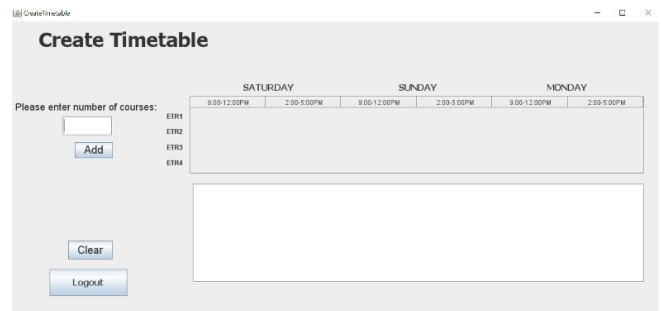 CreateTimetable
Create Timetable
SATURDAY SUNDAY MONDAY
9:00-12:00PM 2:00-5:00PM 9:00-12:00PM 2:00-5:00PM 9:00-12:00PM 2:00-5:00PM
Please enter number of courses:
ETR1
ETR2
Add
ETR3
ETR4
Clear
Logout